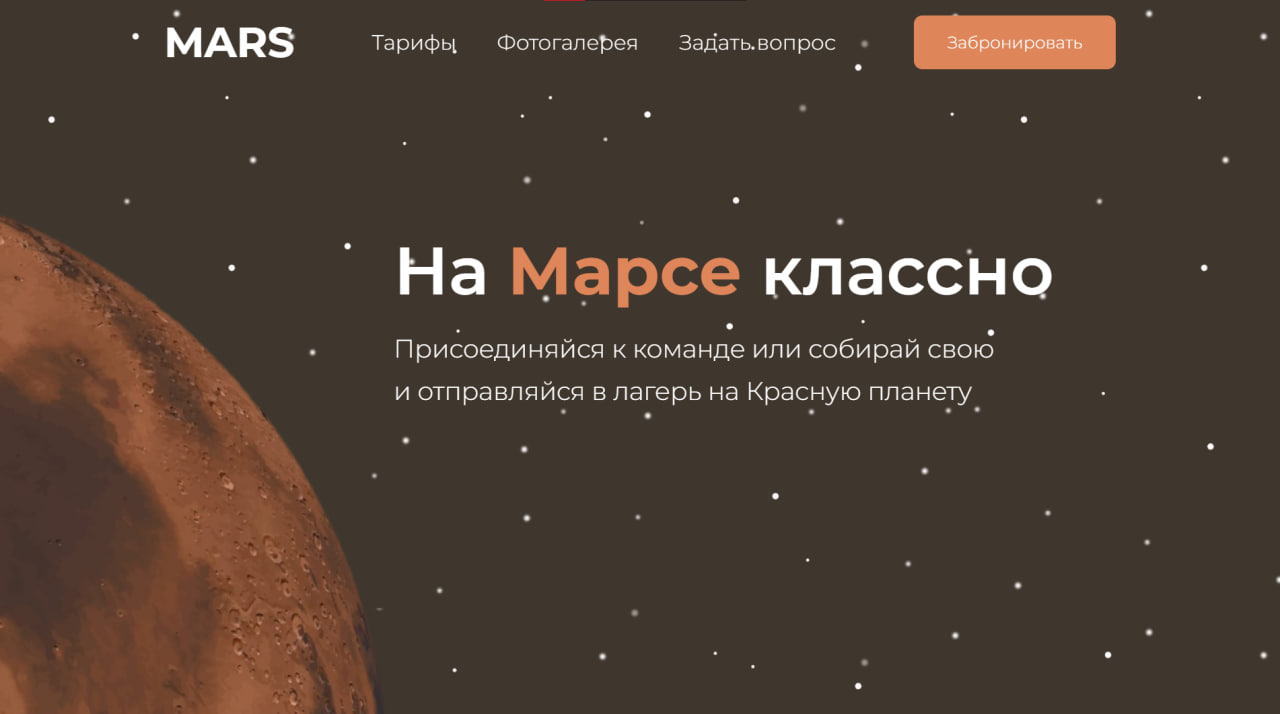 MARS
Тарифы
Фотогалерея
Задать вопрос
Забронировать
На Марсе классно
Присоединяйся к команде или собирай свою
и отправляйся в лагерь на Красную планету